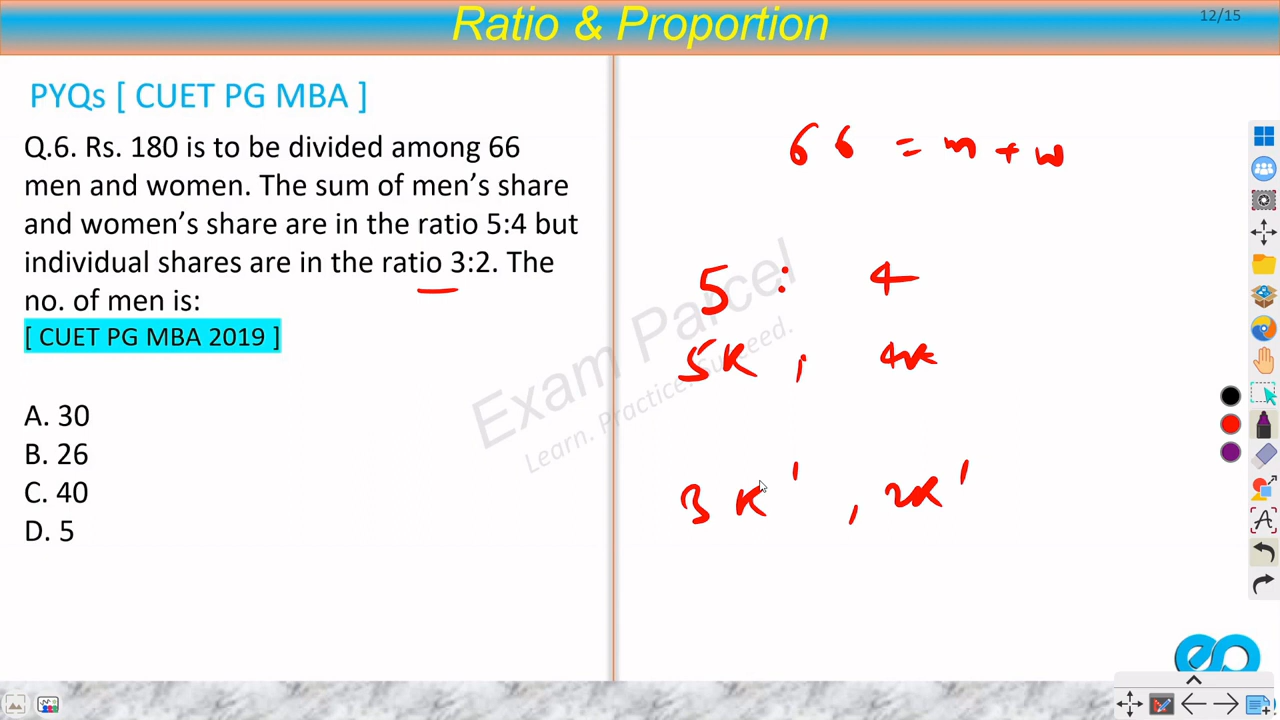 Ratio & Proportion
12/15
PYQs [ CUET PG MBA ]
Q.6. Rs. 180 is to be divided among 66
men and women. The sum of men’s share
and women’s share are in the ratio 5:4 but
individual shares are in the ratio 3:2. The
no. of men is:
[ CUET PG MBA 2019 ]
A. 30
B. 26
C. 40
D. 5
66 = m + w
5 : 4
5K , 4K
3K' , 2K'
Exam Parcel
Learn. Practice. Succeed.